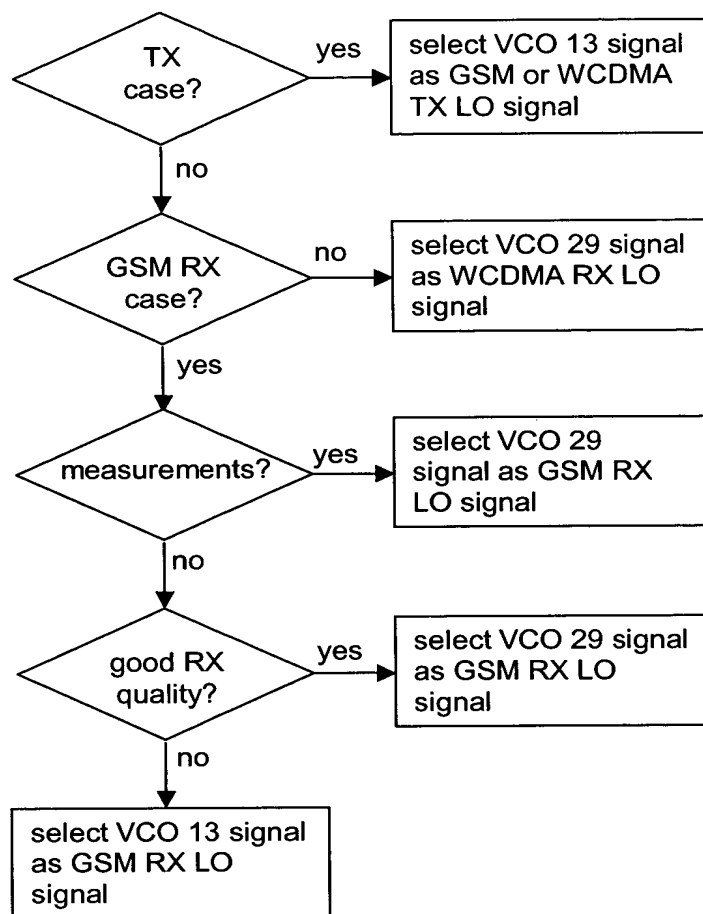 TX
case?
yes
select VCO 13 signal
as GSM or WCDMA
TX LO signal
no
GSM RX
case?
no
select VCO 29 signal
as WCDMA RX LO
signal
yes
measurements?
yes
select VCO 29
signal as GSM RX
LO signal
no
good RX
quality?
yes
select VCO 29 signal
as GSM RX LO
signal
no
select VCO 13 signal
as GSM RX LO
signal